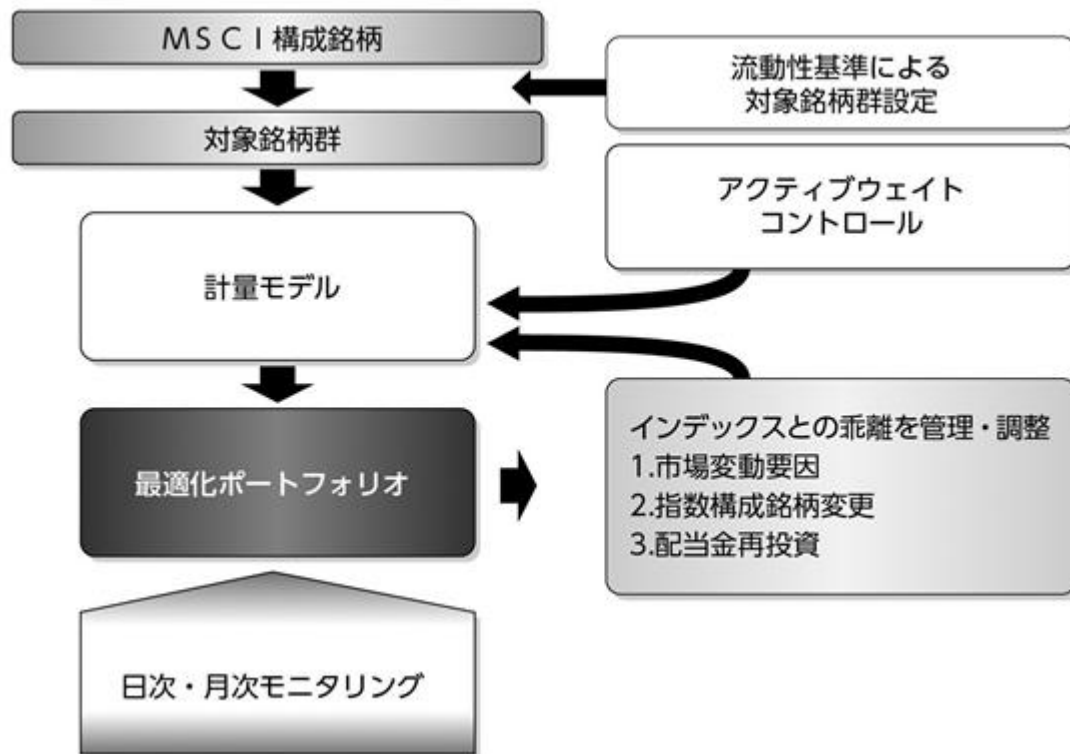 ＭＳＣＩ構成銘柄
流動性基準による
対象銘柄群設定
対象銘柄群
アクティブウェイト
コントロール
計量モデル
最適化ポートフォリオ
インデックスとの乖離を管理・調整
1.市場変動要因
2.指数構成銘柄変更
3.配当金再投資
日次・月次モニタリング